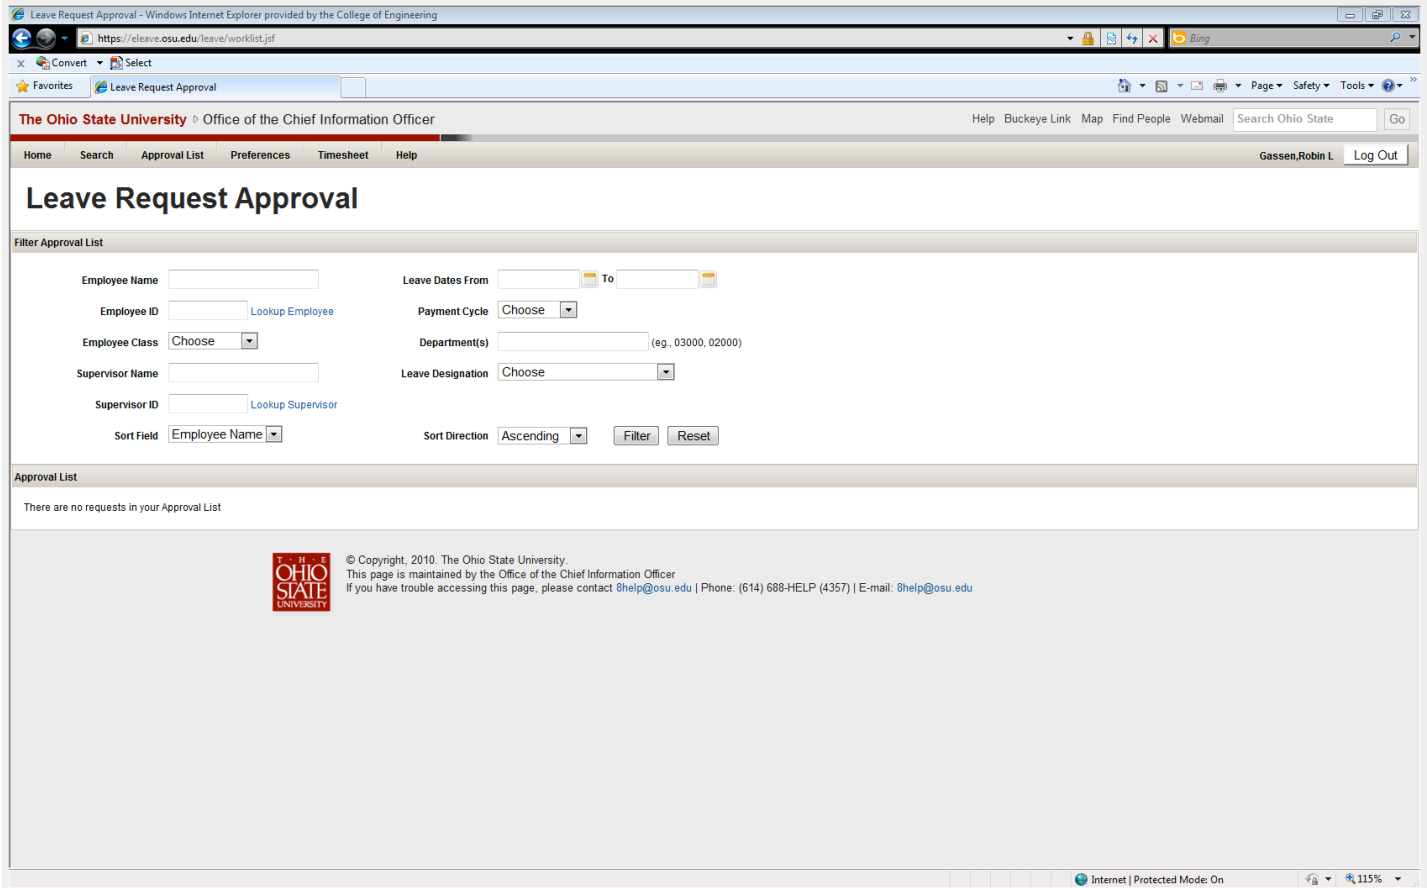 Leave Request Approval - Windows Internet Explorer provided by the College of Engineering
https://eleave.osu.edu/leave/worklist.jsf
Bing
x Convert Select
Favorites Leave Request Approval Page Safety Tools
The Ohio State University Office of the Chief Information Officer Help Buckeye Link Map Find People Webmail Search Ohio State Go
Home Search Approval List Preferences Timesheet Help Gassen,Robin L Log Out
Leave Request Approval
Filter Approval List
Employee Name Leave Dates From To
Employee ID Lookup Employee Payment Cycle Choose
Employee Class Choose Department(s) (eg., 03000, 02000)
Supervisor Name Leave Designation Choose
Supervisor ID Lookup Supervisor
Sort Field Employee Name Sort Direction Ascending Filter Reset
Approval List
There are no requests in your Approval List
T · H · E
OHIO
STATE
UNIVERSITY
© Copyright, 2010. The Ohio State University.
This page is maintained by the Office of the Chief Information Officer
If you have trouble accessing this page, please contact 8help@osu.edu | Phone: (614) 688-HELP (4357) | E-mail: 8help@osu.edu
Internet | Protected Mode: On 115%